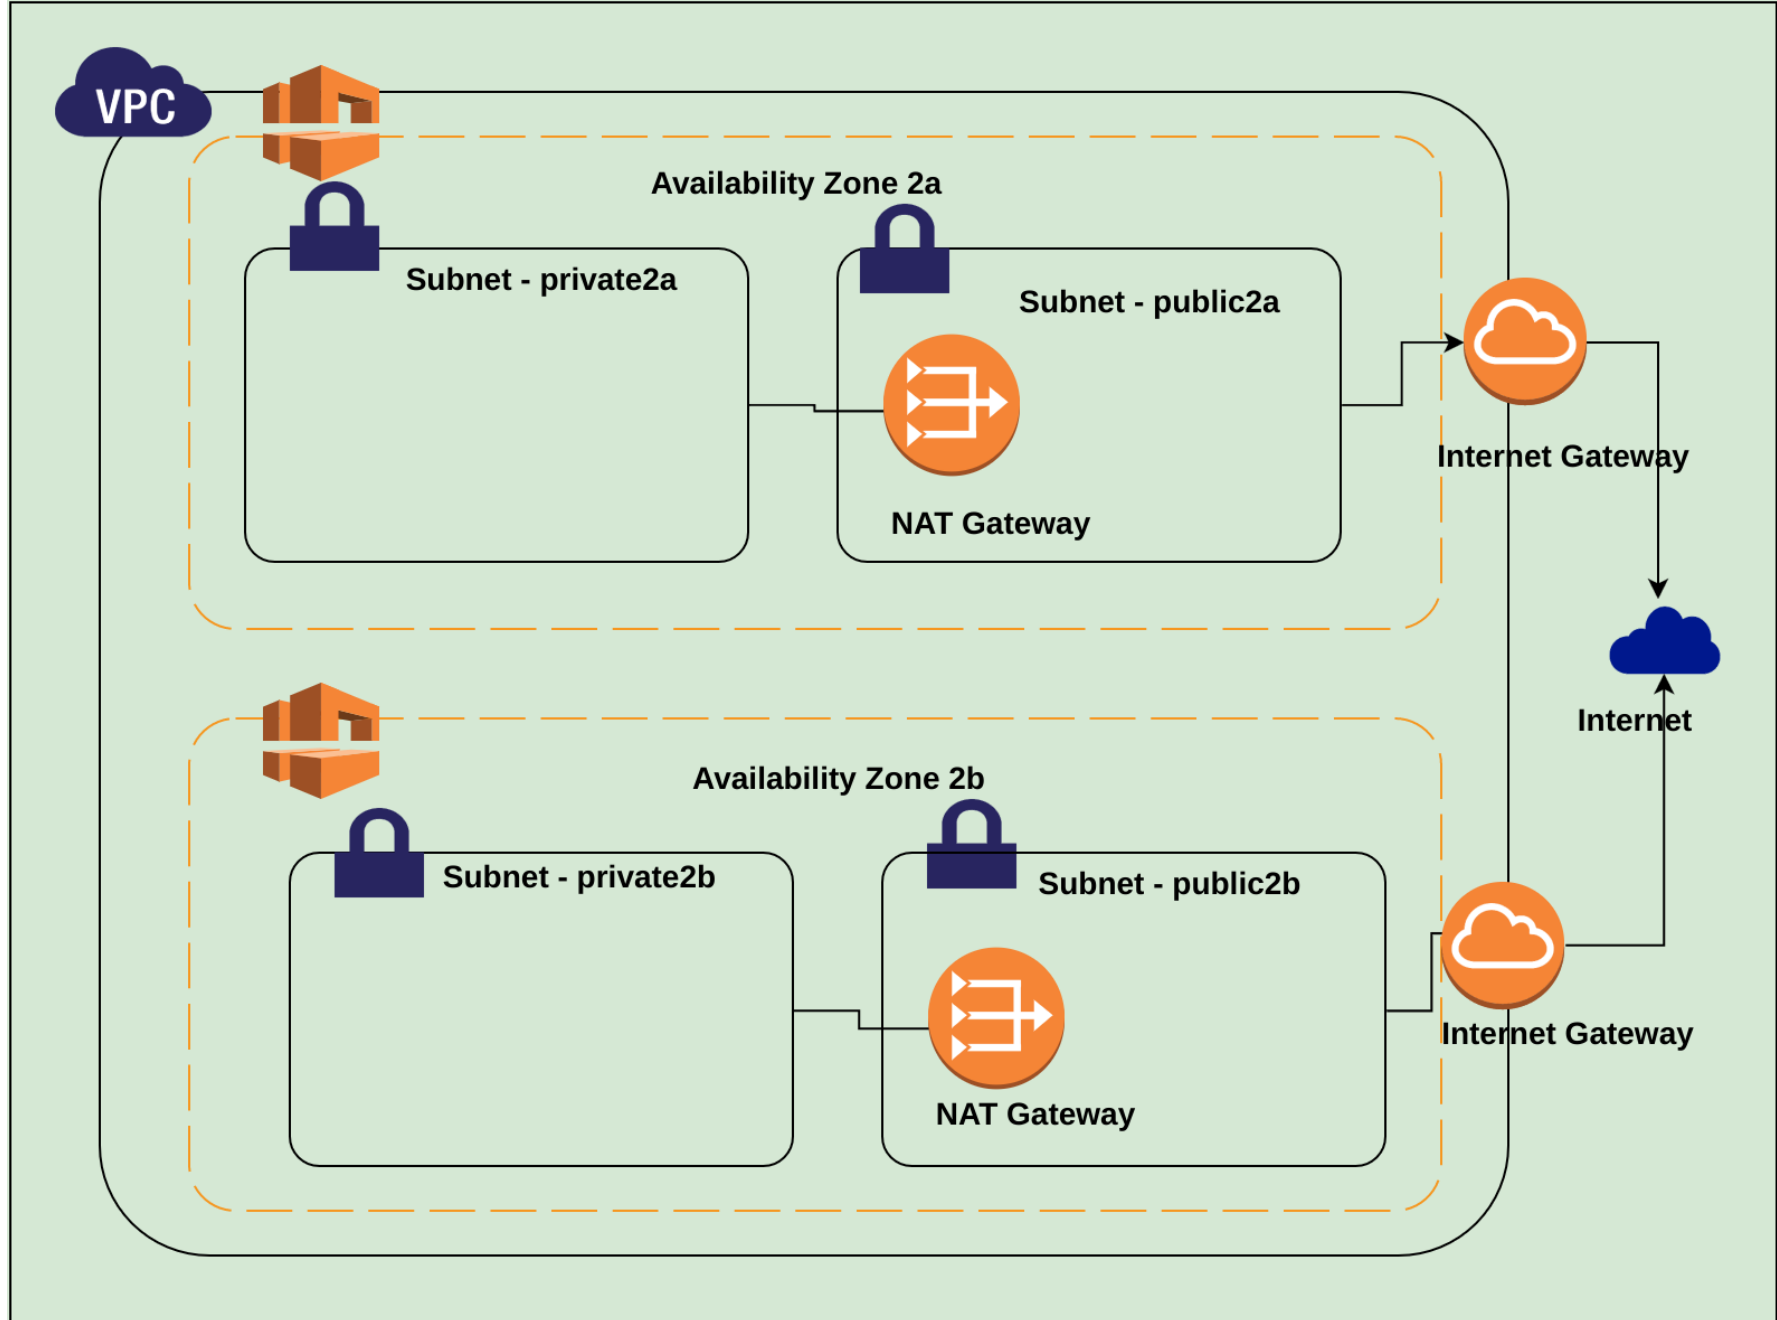 VPC
Availability Zone 2a
Subnet - private2a
Subnet - public2a
NAT Gateway
Internet Gateway
Internet
Availability Zone 2b
Subnet - private2b
Subnet - public2b
NAT Gateway
Internet Gateway